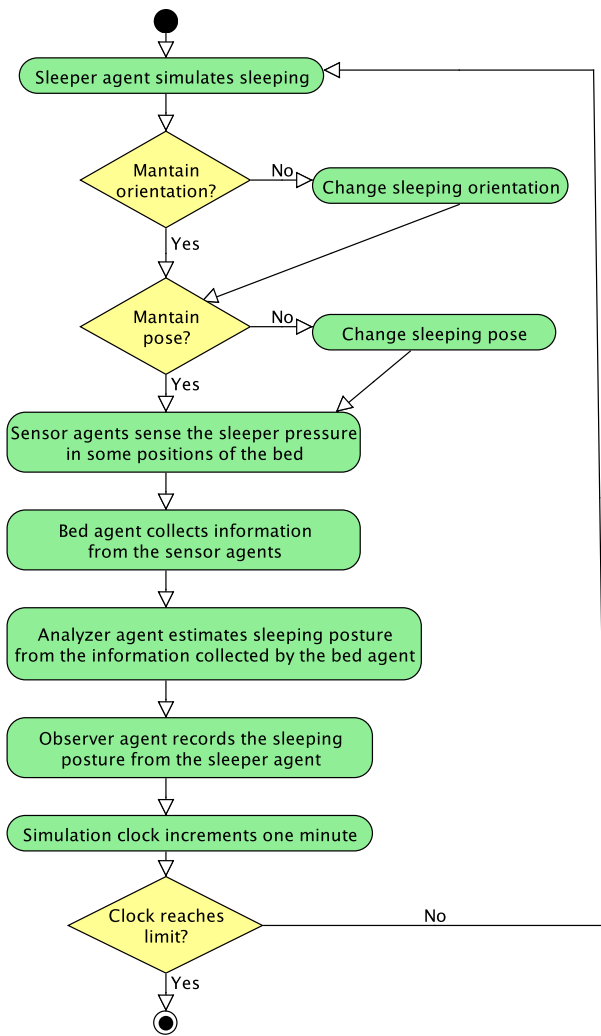 Sleeper agent simulates sleeping
Mantain
orientation?
No
Change sleeping orientation
Yes
Mantain
pose?
No
Change sleeping pose
Yes
Sensor agents sense the sleeper pressure
in some positions of the bed
Bed agent collects information
from the sensor agents
Analyzer agent estimates sleeping posture
from the information collected by the bed agent
Observer agent records the sleeping
posture from the sleeper agent
Simulation clock increments one minute
Clock reaches
limit?
No
Yes